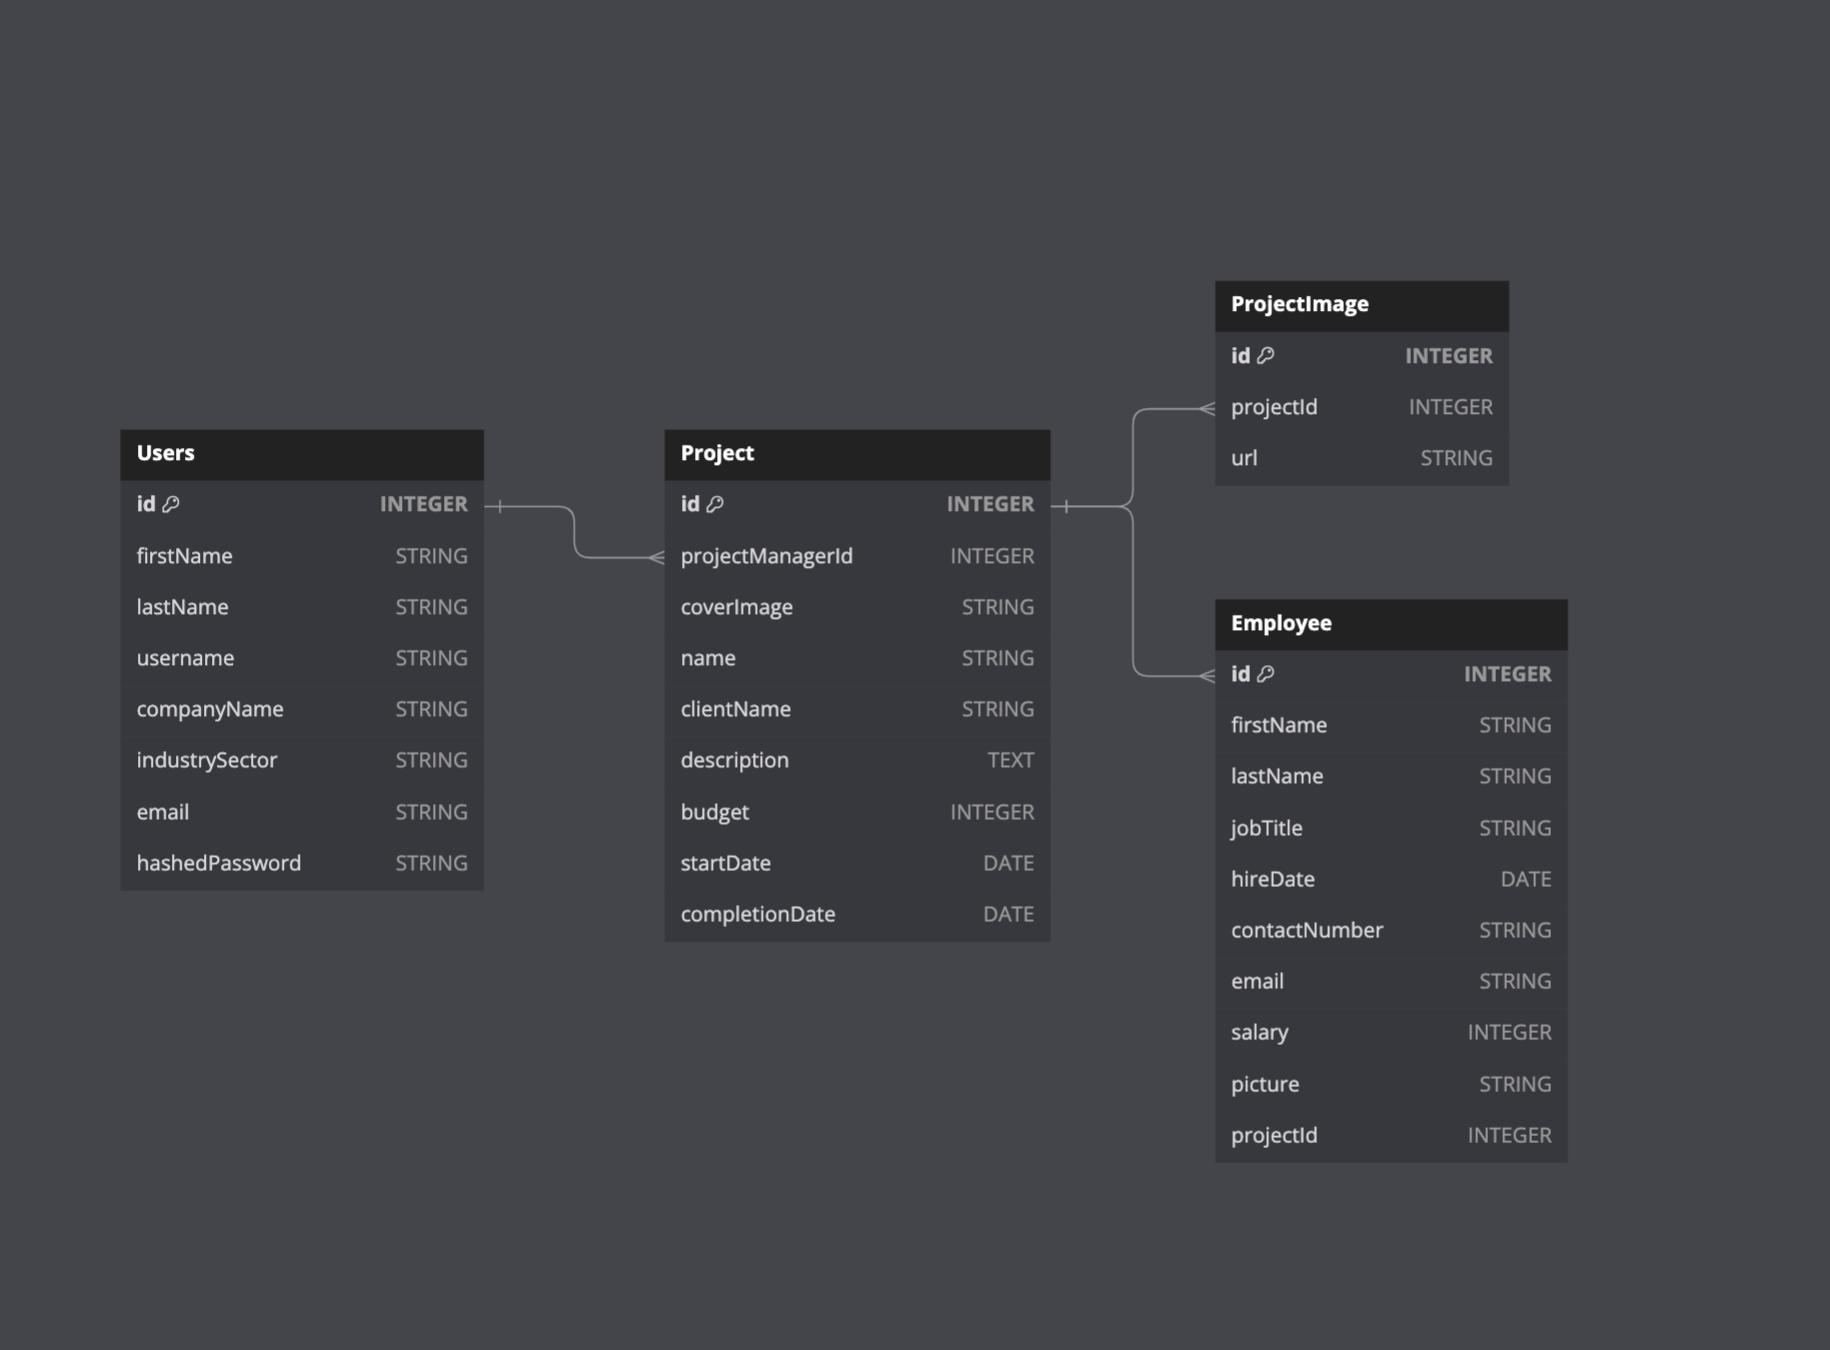 Users
id INTEGER
firstName STRING
lastName STRING
username STRING
companyName STRING
industrySector STRING
email STRING
hashedPassword STRING
Project
id INTEGER
projectManagerId INTEGER
coverImage STRING
name STRING
clientName STRING
description TEXT
budget INTEGER
startDate DATE
completionDate DATE
ProjectImage
id INTEGER
projectId INTEGER
url STRING
Employee
id INTEGER
firstName STRING
lastName STRING
jobTitle STRING
hireDate DATE
contactNumber STRING
email STRING
salary INTEGER
picture STRING
projectId INTEGER